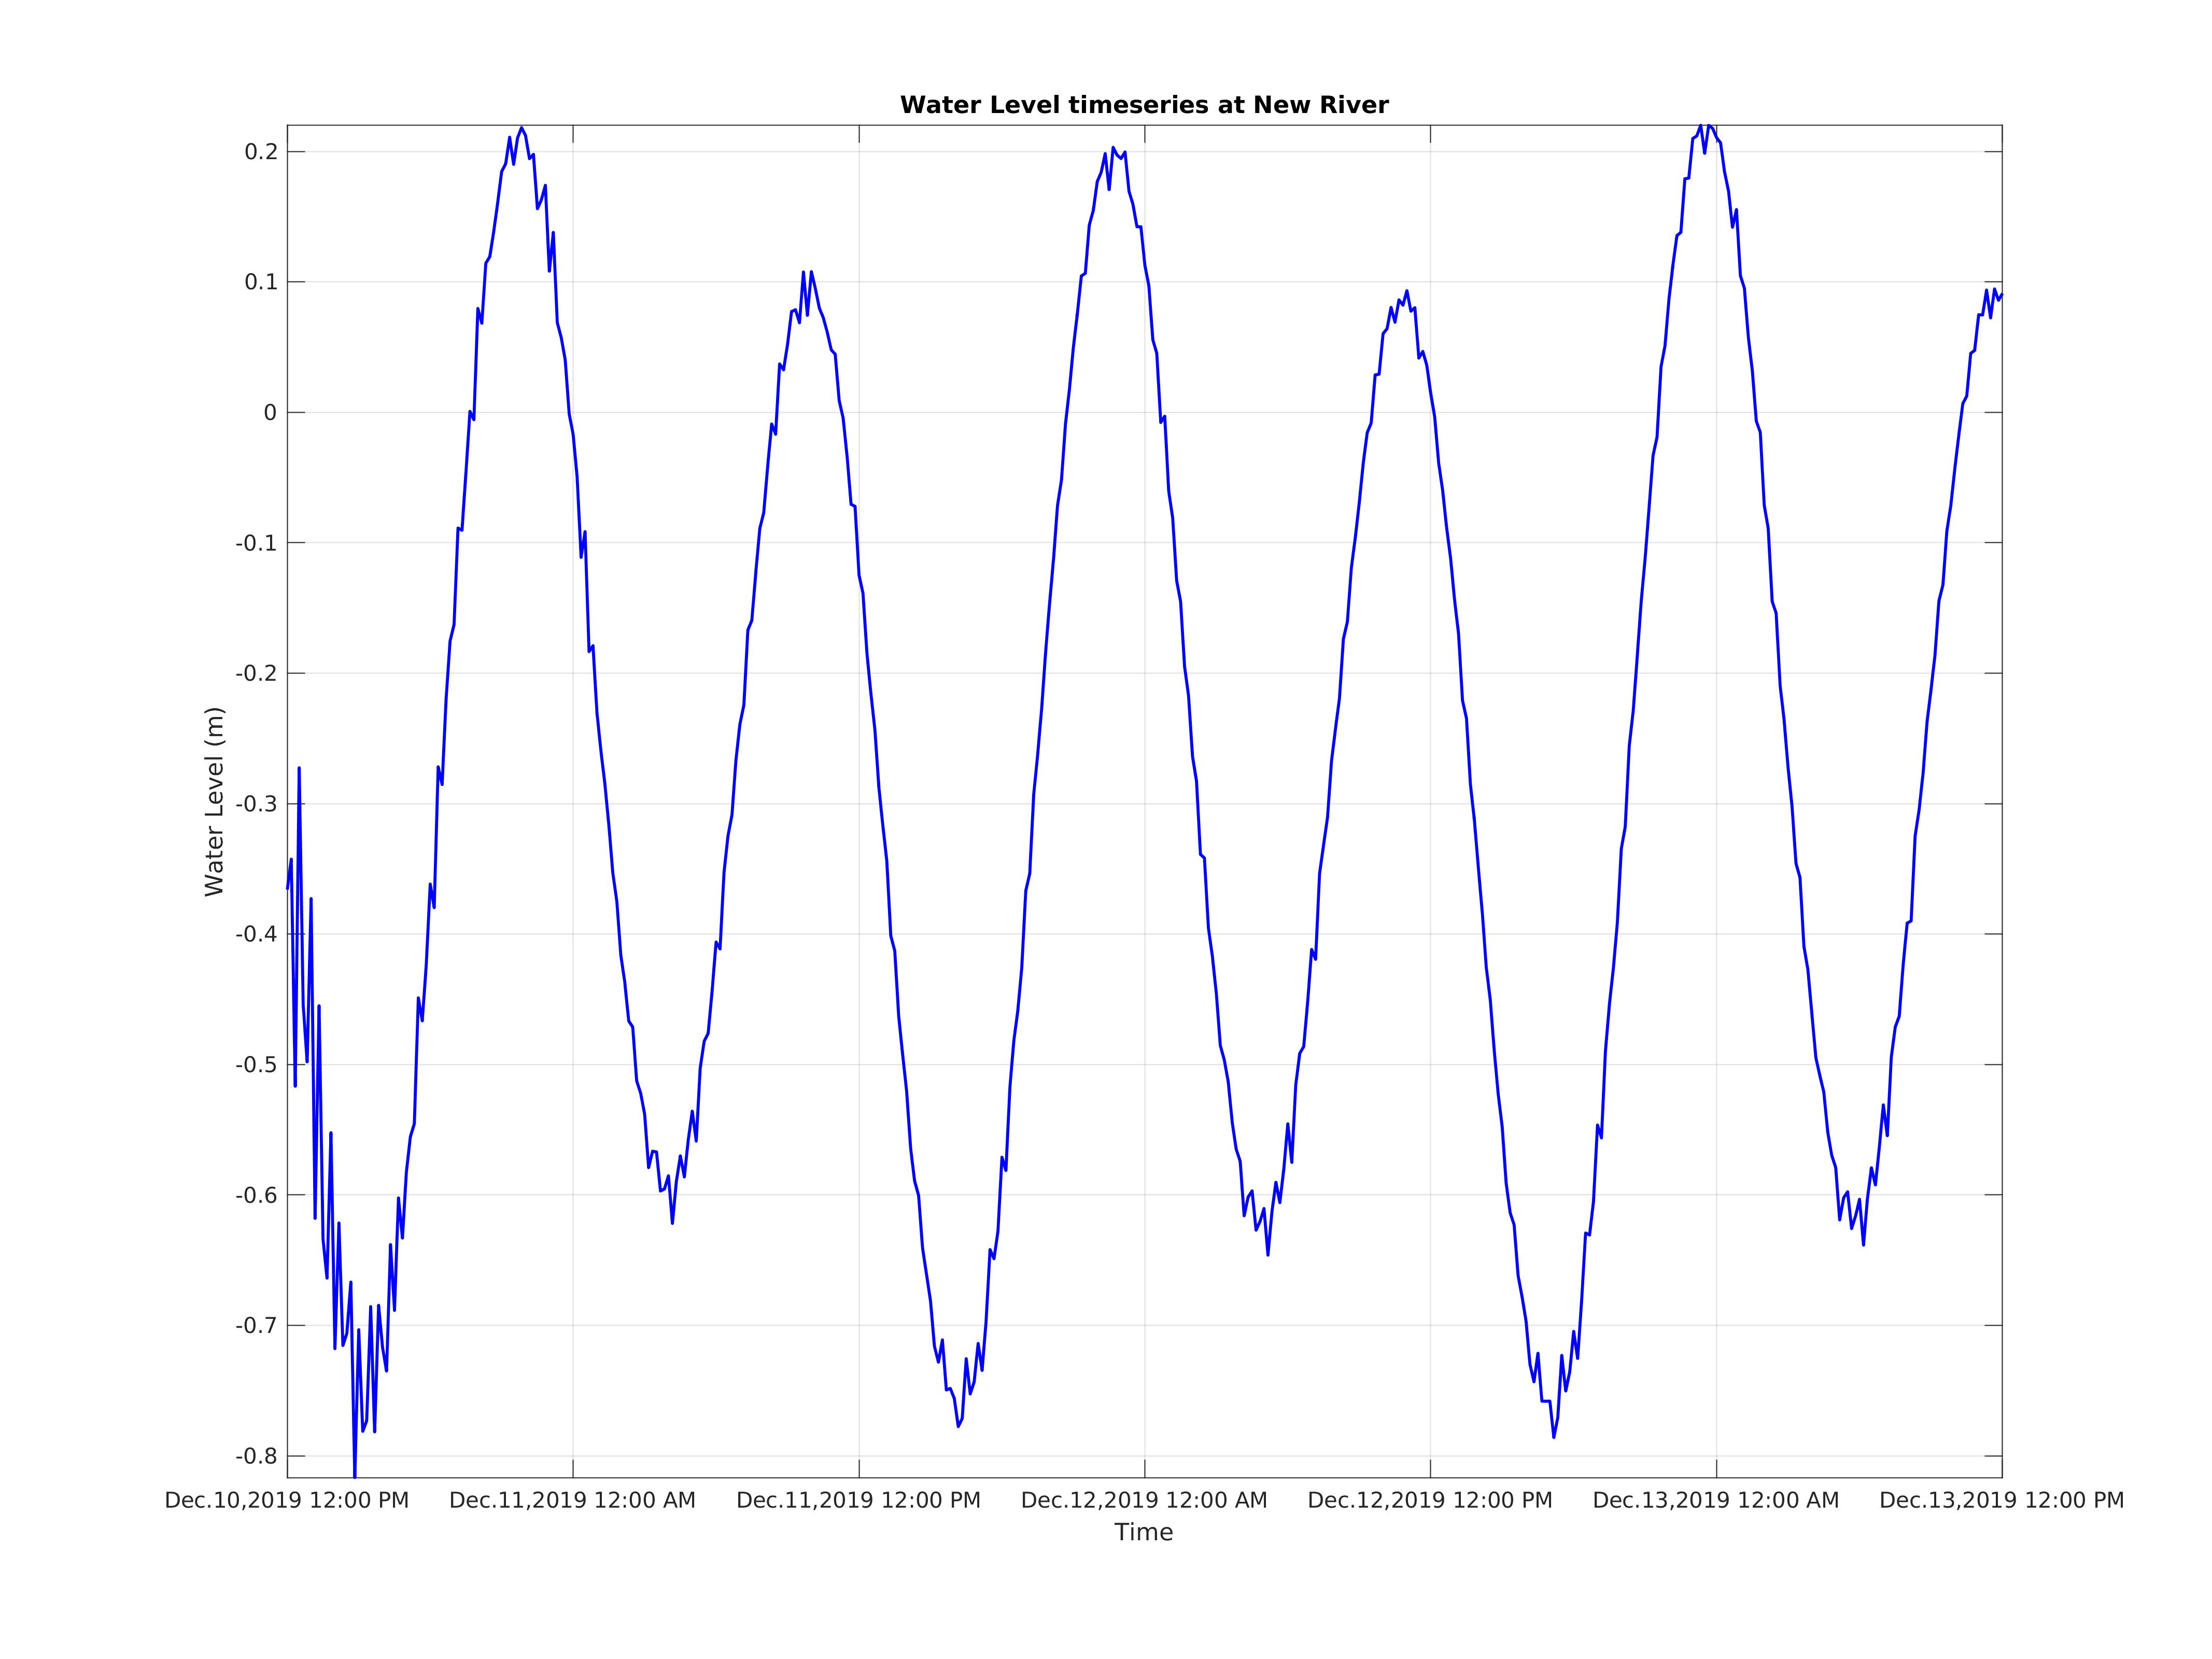 Water Level timeseries at New River
0.2
0.1
0
-0.1
-0.2
-0.3
-0.4
-0.5
-0.6
-0.7
-0.8
Water Level (m)
Dec.10,2019 12:00 PM Dec.11,2019 12:00 AM Dec.11,2019 12:00 PM Dec.12,2019 12:00 AM Dec.12,2019 12:00 PM Dec.13,2019 12:00 AM Dec.13,2019 12:00 PM
Time